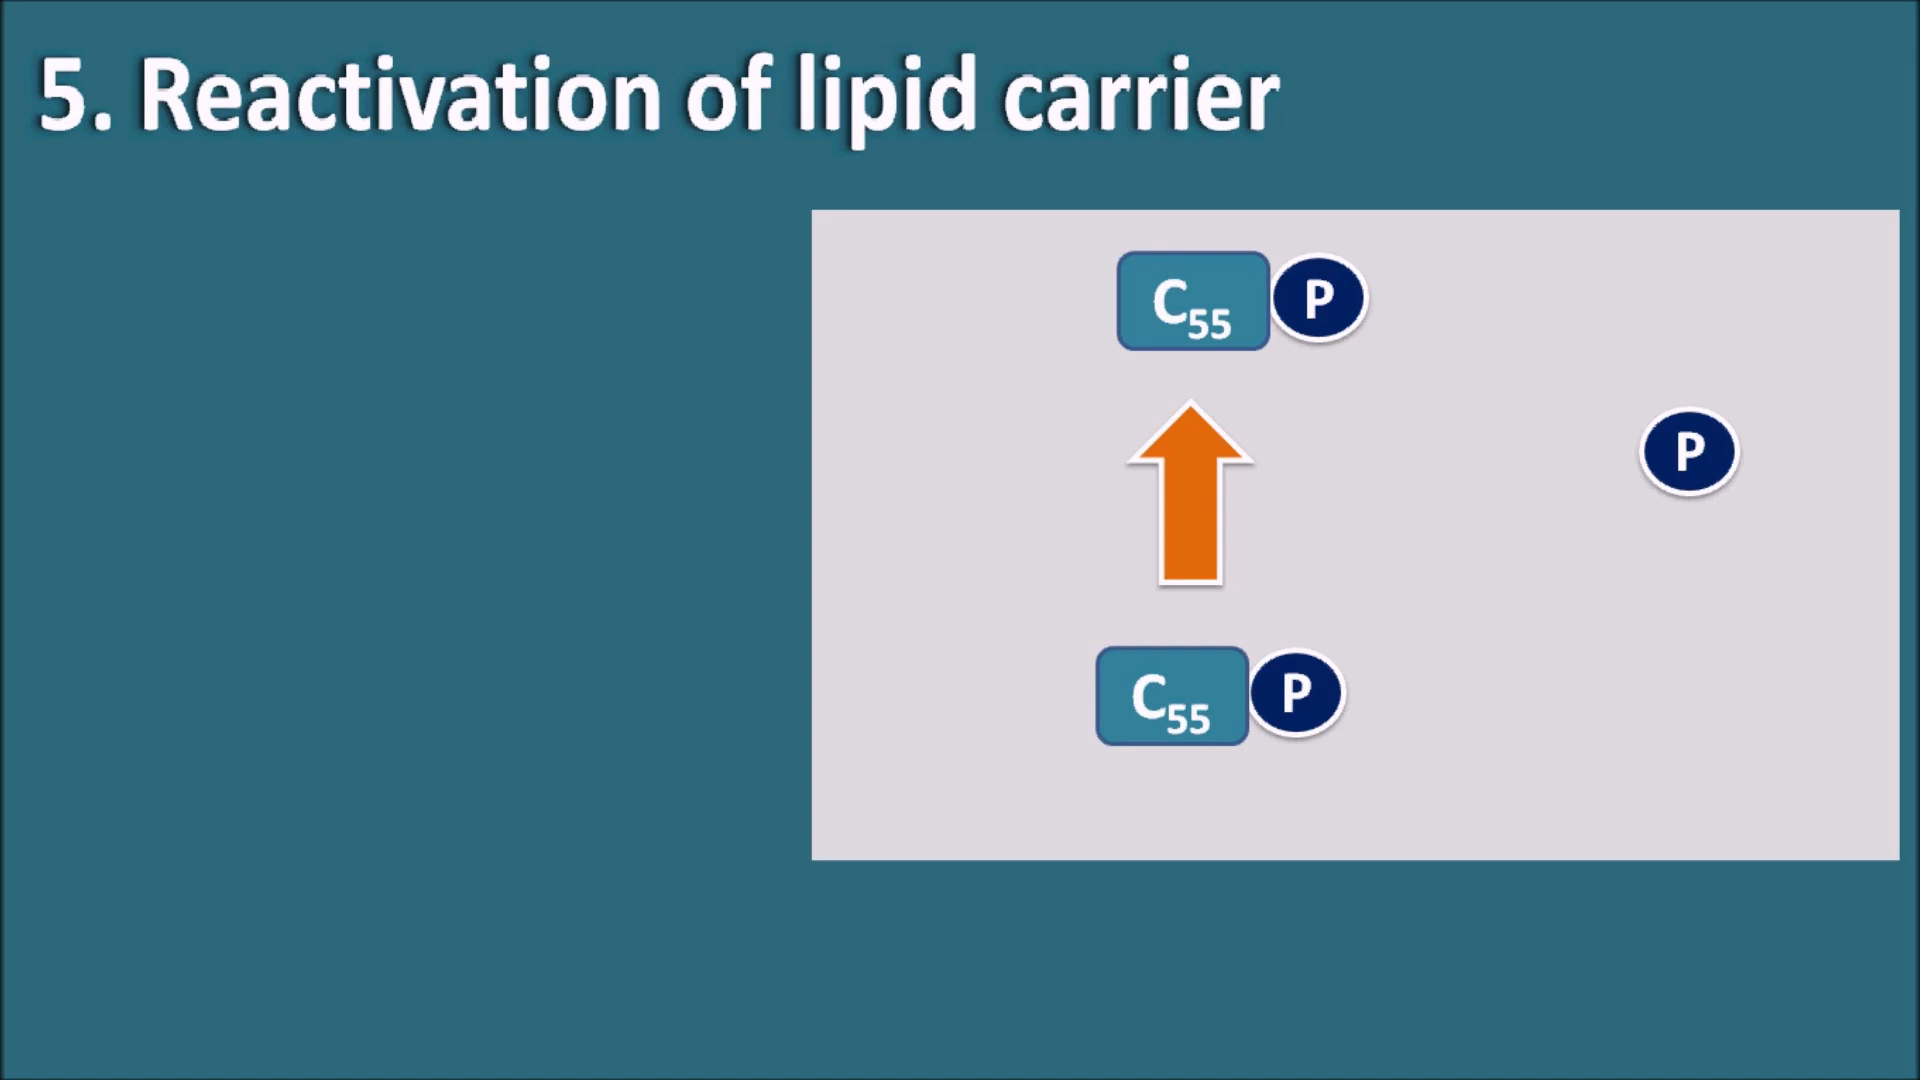 5. Reactivation of lipid carrier
C₅₅ P
P
C₅₅ P